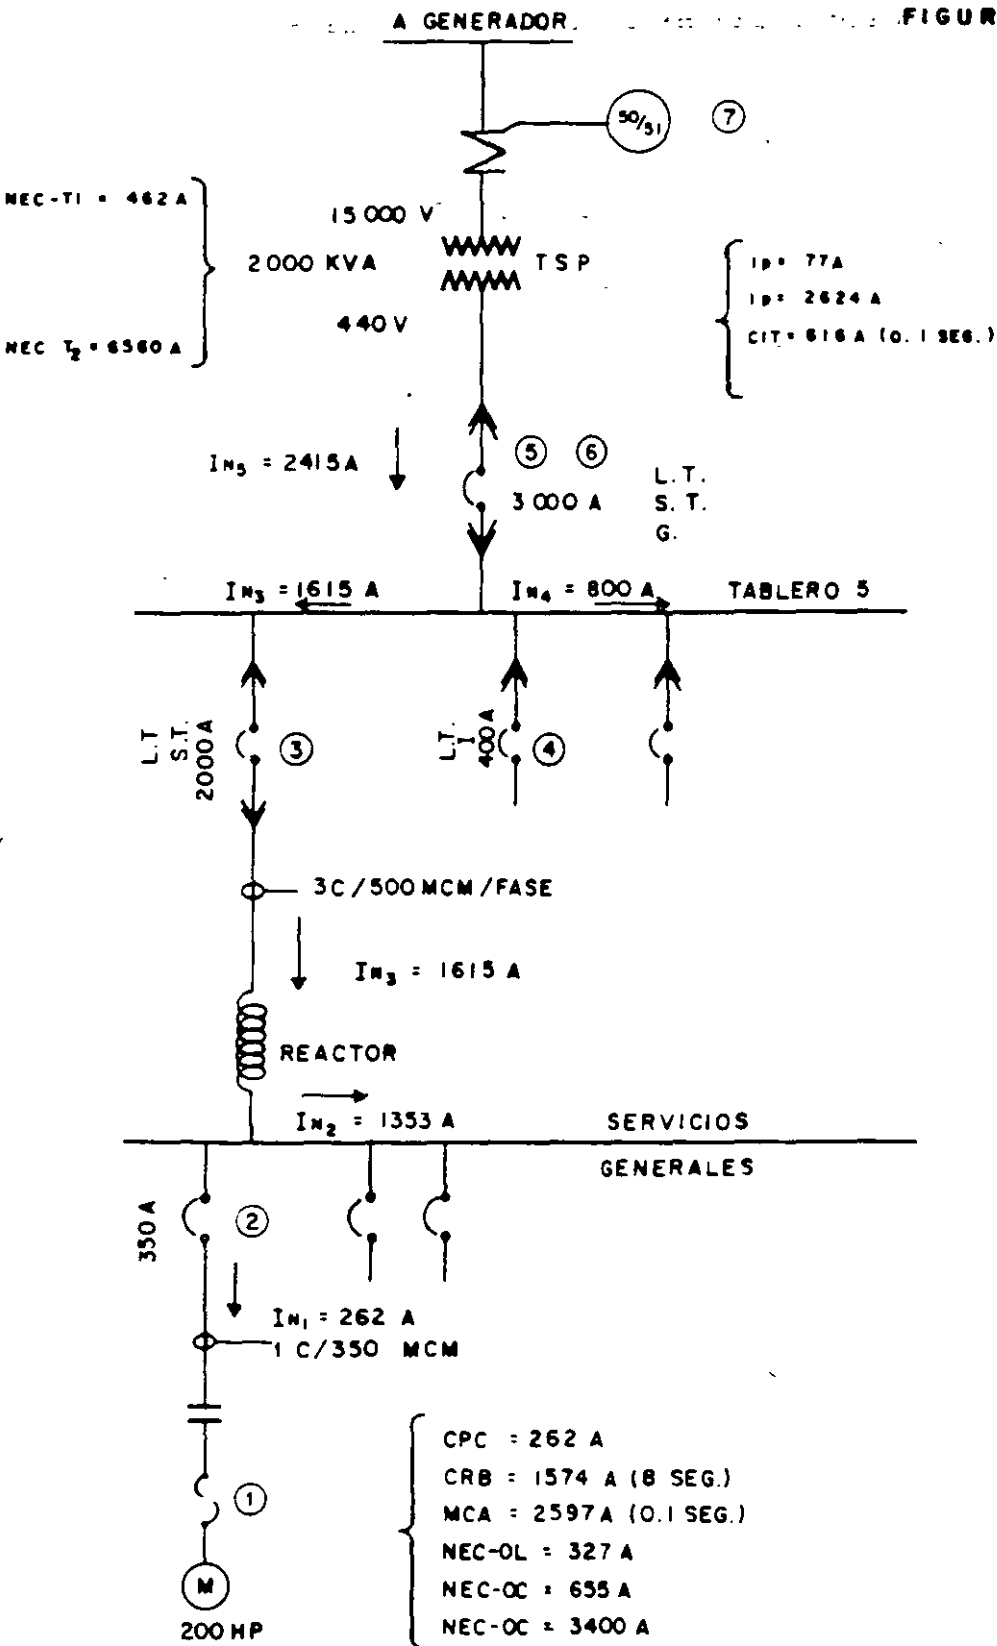 A GENERADOR
FIGUR
50/51
7
NEC-T1 = 462 A
15 000 V
2000 KVA
TSP
440 V
NEC T2 = 6560 A
IP= 77A
IP= 2624 A
CIT= 616 A (0.1 SEG.)
5 6
IN5 = 2415 A
3 000 A
L.T.
S.T.
G.
IN3 = 1615 A
IN4 = 800 A
TABLERO 5
L.T
S.T.
2000 A
3
L.T.
I
400 A
4
3C/500 MCM/FASE
IN3 = 1615 A
REACTOR
IN2 = 1353 A
SERVICIOS
GENERALES
350 A
2
IN1 = 262 A
1 C/350 MCM
1
M
200 HP
CPC = 262 A
CRB = 1574 A (8 SEG.)
MCA = 2597 A (0.1 SEG.)
NEC-OL = 327 A
NEC-OC = 655 A
NEC-OC = 3400 A